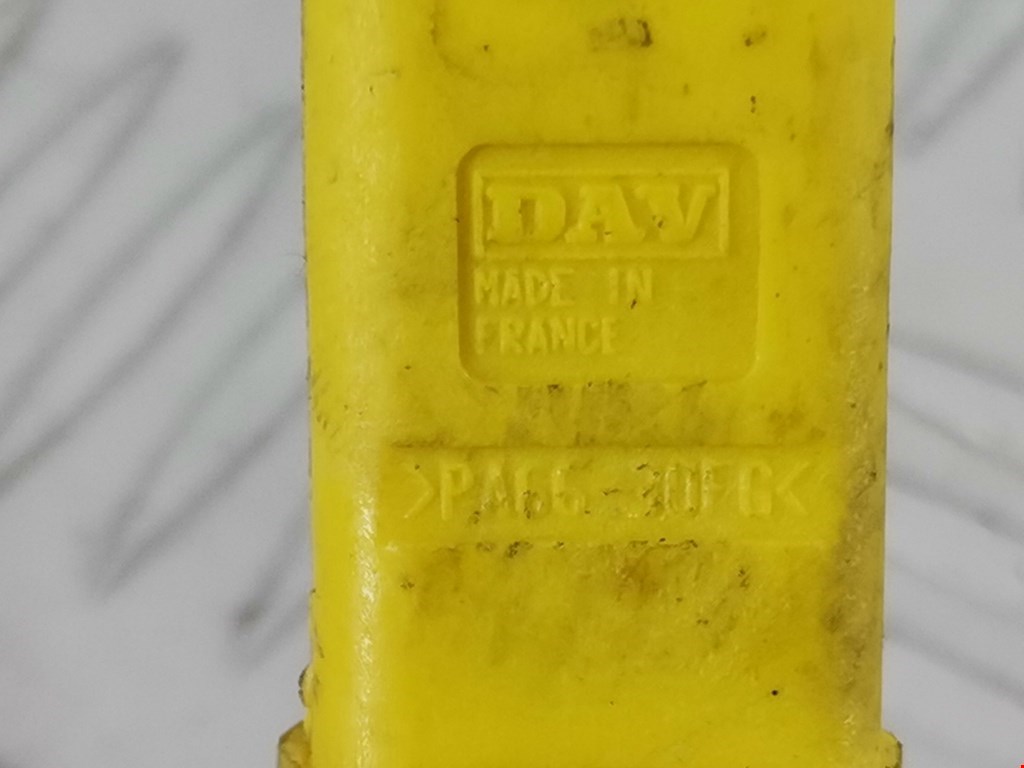 DAV
MADE IN
FRANCE
>PA66-30FG<